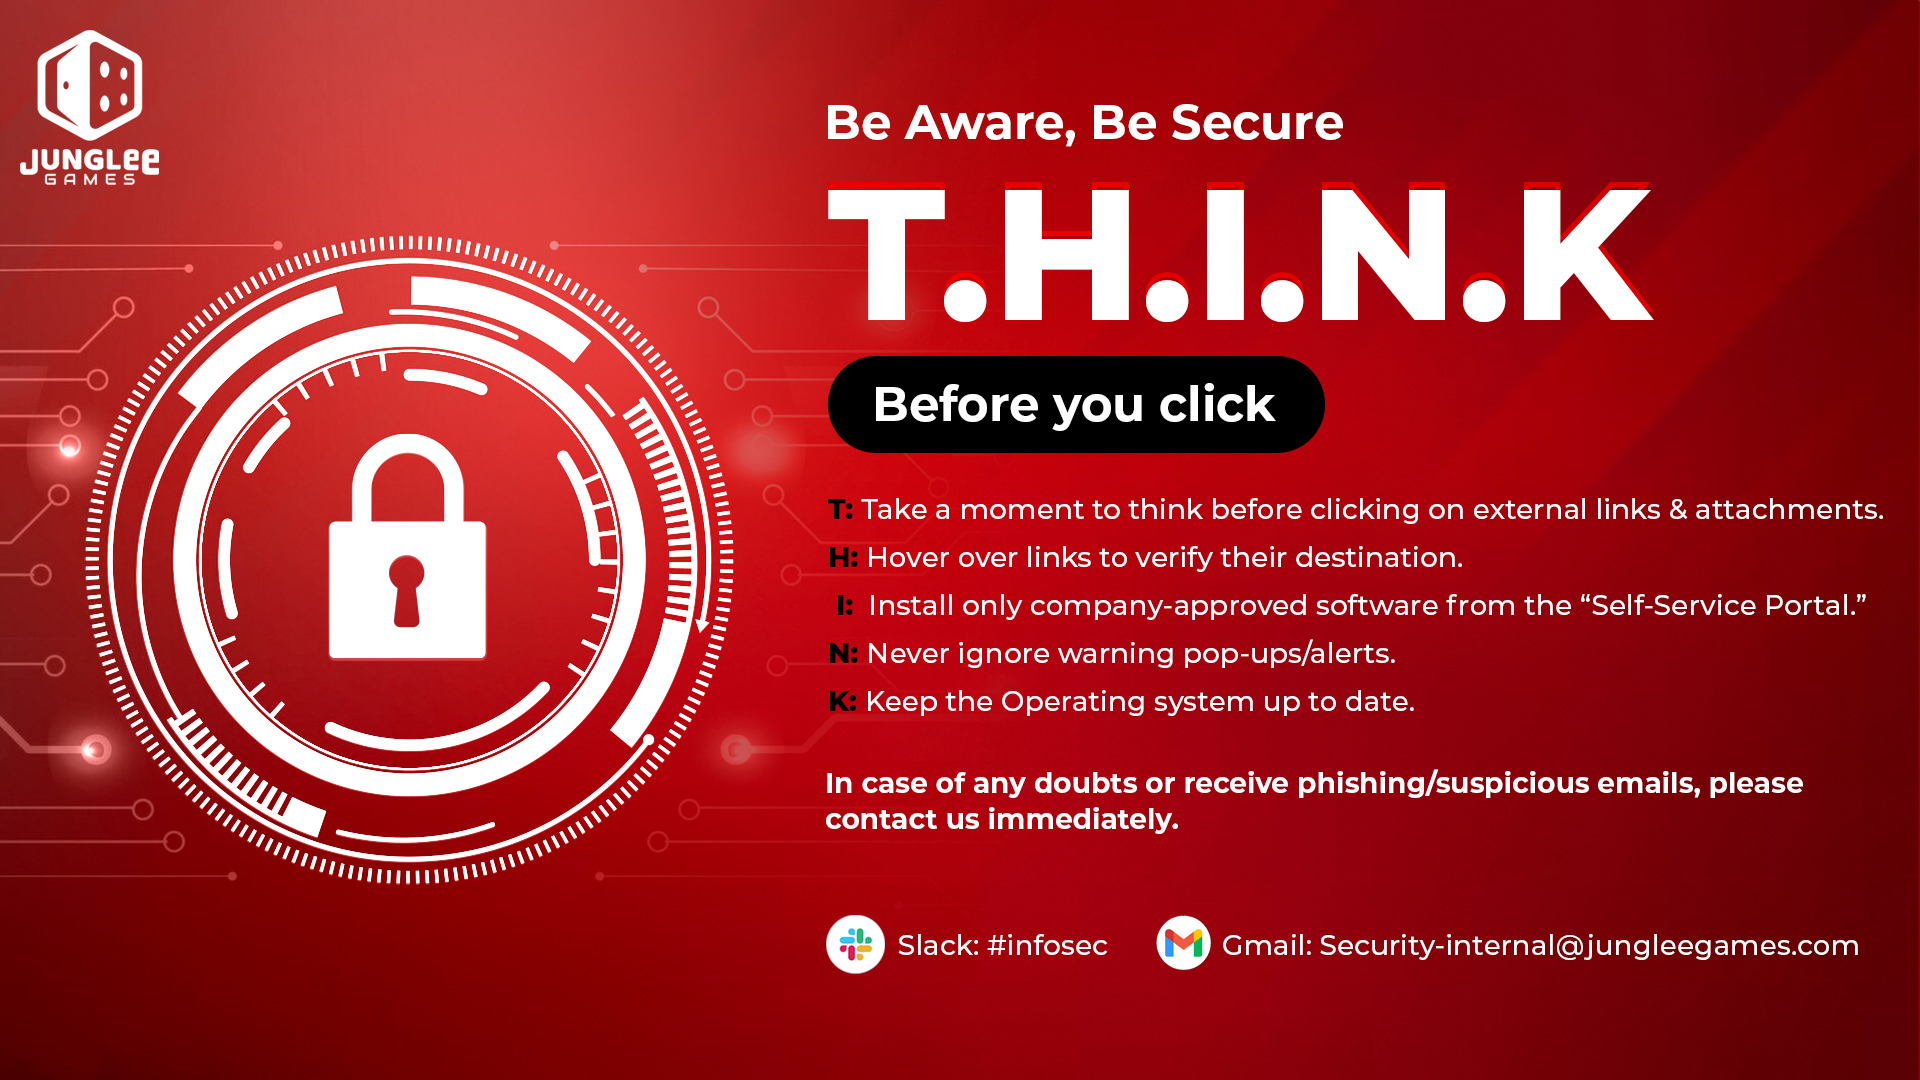 JUNGLEE
GAMES
Be Aware, Be Secure
T.H.I.N.K
Before you click
T: Take a moment to think before clicking on external links & attachments.
H: Hover over links to verify their destination.
I: Install only company-approved software from the “Self-Service Portal.”
N: Never ignore warning pop-ups/alerts.
K: Keep the Operating system up to date.
In case of any doubts or receive phishing/suspicious emails, please
contact us immediately.
Slack: #infosec
Gmail: Security-internal@jungleegames.com